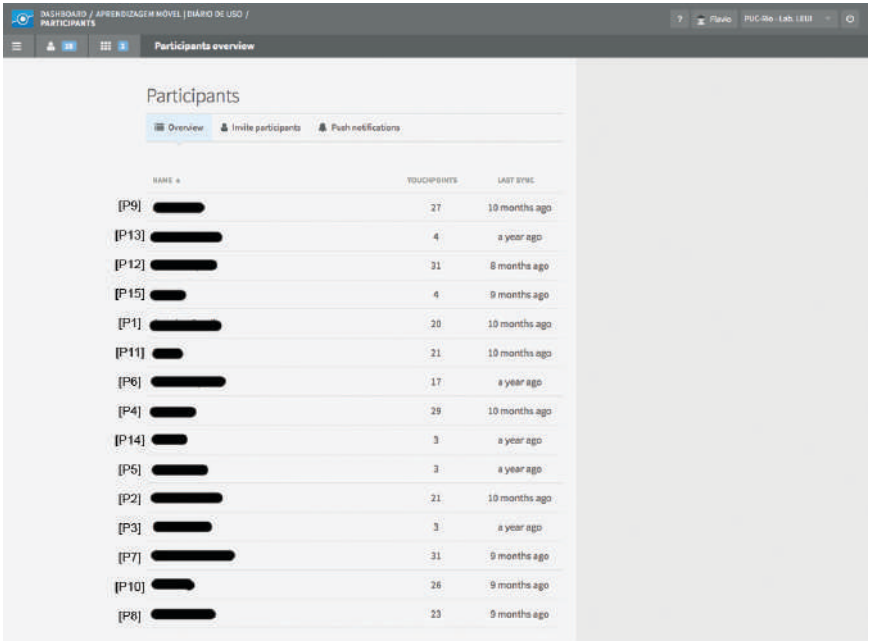 DASHBOARD / APRENDIZAGEM MÓVEL | DIÁRIO DE USO /
PARTICIPANTS
? Flavio PUC-Rio - Lab. LEUI
Participants overview
Participants
Overview Invite participants Push notifications
NAME TOUCHPOINTS LAST SYNC
[P9] 27 10 months ago
[P13] 4 a year ago
[P12] 31 8 months ago
[P15] 4 9 months ago
[P1] 20 10 months ago
[P11] 21 10 months ago
[P6] 17 a year ago
[P4] 29 10 months ago
[P14] 3 a year ago
[P5] 3 a year ago
[P2] 21 10 months ago
[P3] 3 a year ago
[P7] 31 9 months ago
[P10] 26 9 months ago
[P8] 23 9 months ago